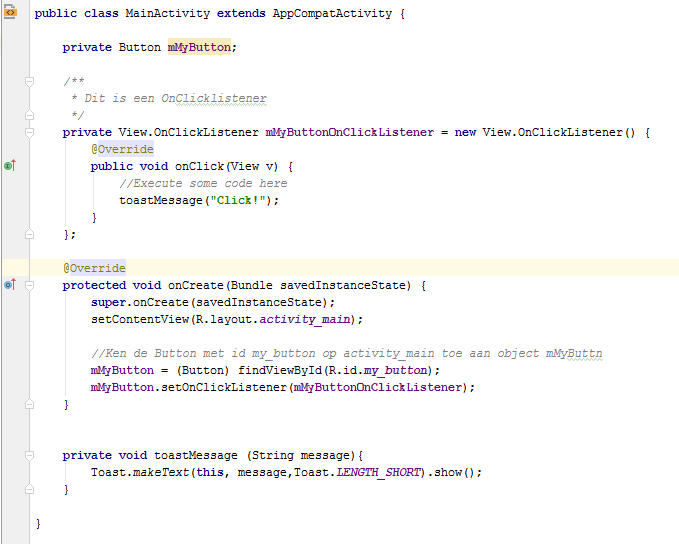 public class MainActivity extends AppCompatActivity {
private Button mMyButton;
/**
* Dit is een OnClicklistener
*/
private View.OnClickListener mMyButtonOnClickListener = new View.OnClickListener() {
@Override
public void onClick(View v) {
//Execute some code here
toastMessage("Click!");
}
};
@Override
protected void onCreate(Bundle savedInstanceState) {
super.onCreate(savedInstanceState);
setContentView(R.layout.activity_main);
//Ken de Button met id my_button op activity_main toe aan object mMyButtn
mMyButton = (Button) findViewById(R.id.my_button);
mMyButton.setOnClickListener(mMyButtonOnClickListener);
}
private void toastMessage (String message){
Toast.makeText(this, message,Toast.LENGTH_SHORT).show();
}
}